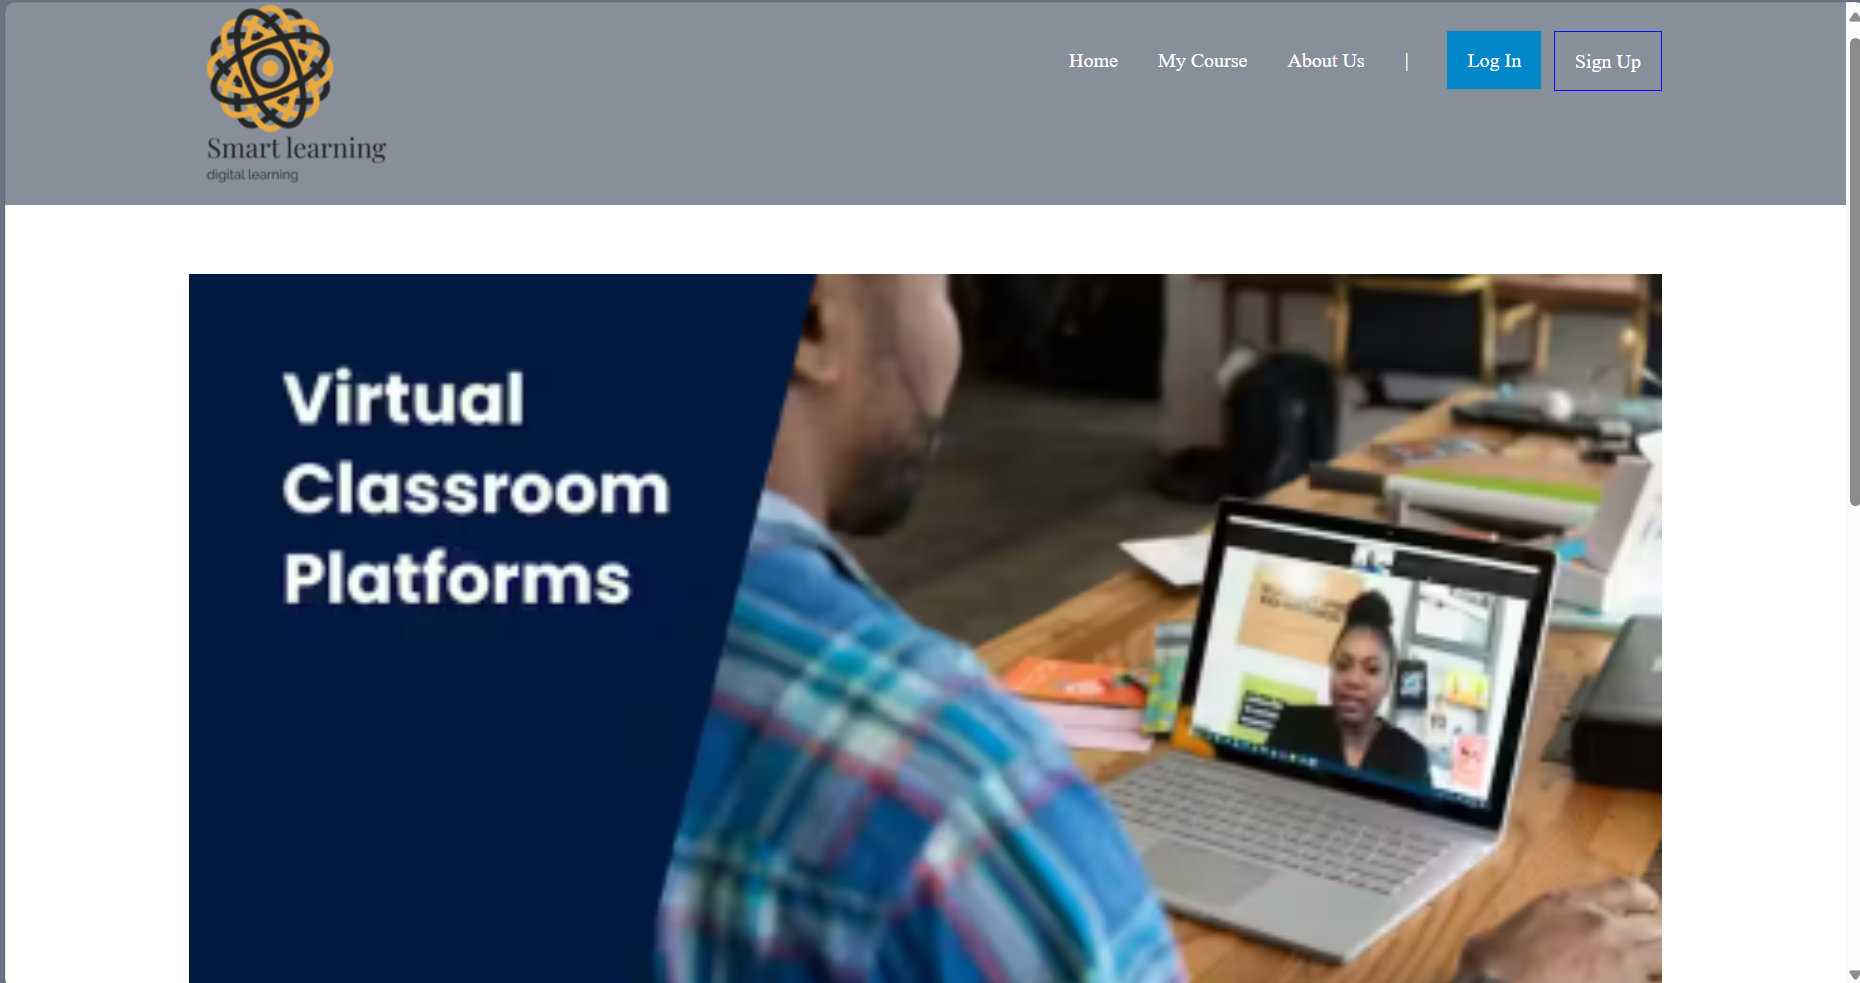 Smart learning
digital learning
Home My Course About Us | Log In Sign Up
Virtual
Classroom
Platforms